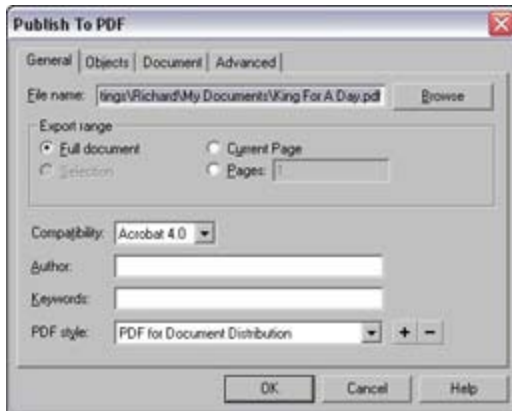 Publish To PDF
General Objects Document Advanced
File name: tings\Richard\My Documents\King For A Day.pdf Browse
Export range
Full document Current Page
Selection Pages: 1
Compatibility: Acrobat 4.0
Author:
Keywords:
PDF style: PDF for Document Distribution + −
OK Cancel Help